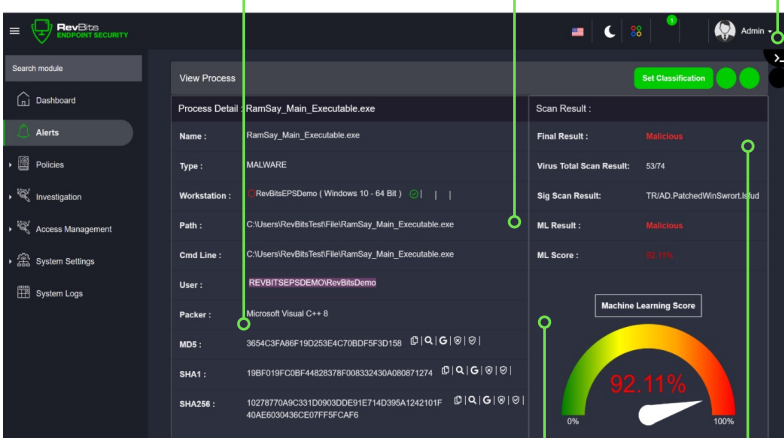 RevBits
ENDPOINT SECURITY
1
Admin
Search module
Dashboard
Alerts
Policies
Investigation
Access Management
System Settings
System Logs
View Process
Set Classification
Process Detail : RamSay_Main_Executable.exe
Name : RamSay_Main_Executable.exe
Type : MALWARE
Workstation : RevBitsEPSDemo ( Windows 10 - 64 Bit ) | | |
Path : C:\Users\RevBitsTest\File\RamSay_Main_Executable.exe
Cmd Line : C:\Users\RevBitsTest\File\RamSay_Main_Executable.exe
User : REVBITSEPSDEMO\RevBitsDemo
Packer : Microsoft Visual C++ 8
MD5 : 3654C3FA86F19D253E4C70BDF5F3D158
SHA1 : 19BF019FC0BF44828378F008332430A080871274
SHA256 : 10278770A9C331D0903DDE91E714D395A1242101F
40AE6030436CE07FF5FCAF6
Scan Result :
Final Result : Malicious
Virus Total Scan Result: 53/74
Sig Scan Result: TR/AD.PatchedWinSwrort
ML Result : Malicious
ML Score : 92.11%
Machine Learning Score
92.11%
0% 100%